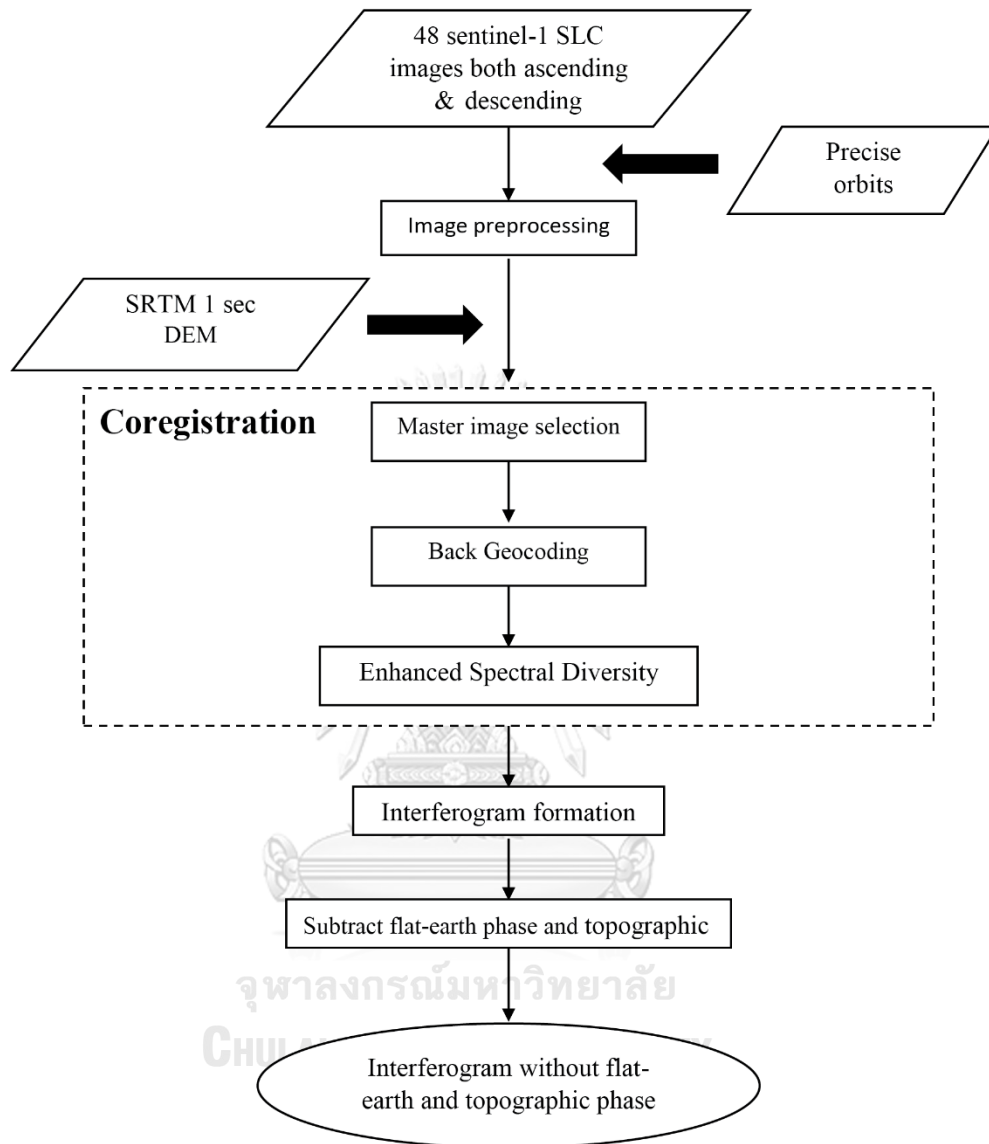 48 sentinel-1 SLC
images both ascending
& descending
Precise
orbits
Image preprocessing
SRTM 1 sec
DEM
Coregistration
Master image selection
Back Geocoding
Enhanced Spectral Diversity
Interferogram formation
Subtract flat-earth phase and topographic
จุฬาลงกรณ์มหาวิทยาลัย
Interferogram without flat-
earth and topographic phase